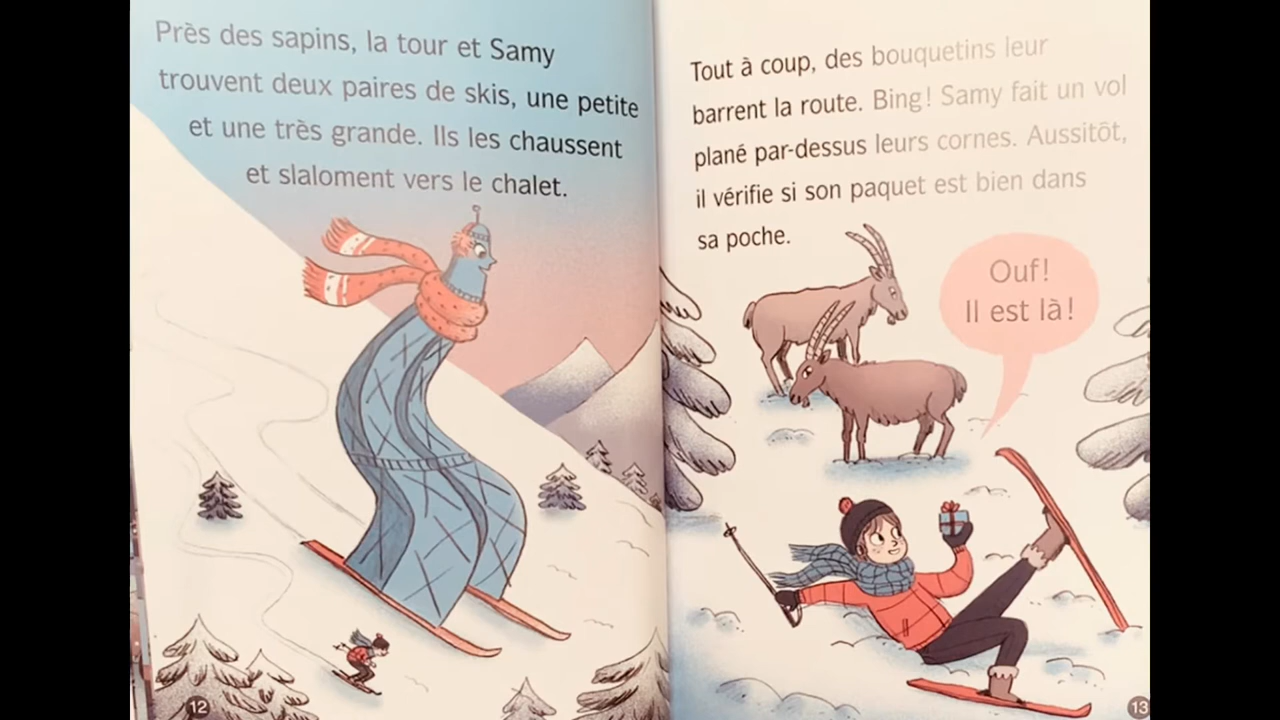 Près des sapins, la tour et Samy
trouvent deux paires de skis, une petite
et une très grande. Ils les chaussent
et slaloment vers le chalet.
12
Tout à coup, des bouquetins leur
barrent la route. Bing ! Samy fait un vol
plané par-dessus leurs cornes. Aussitôt,
il vérifie si son paquet est bien dans
sa poche.
Ouf !
Il est là !
13